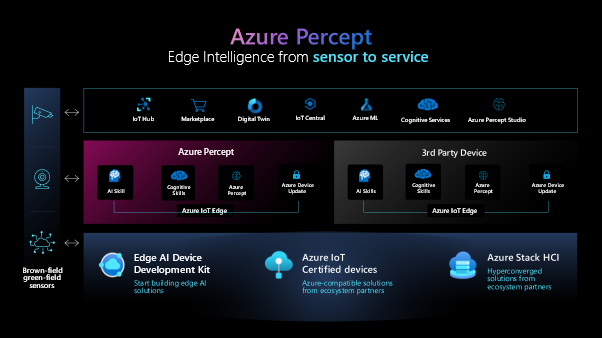 Azure Percept
Edge Intelligence from sensor to service
IoT Hub
Marketplace
Digital Twin
IoT Central
Azure ML
Cognitive Services
Azure Percept Studio
Azure Percept
AI Skill
Cognitive
Skills
Azure
Percept
Azure Device
Update
Azure IoT Edge
3rd Party Device
AI Skills
Cognitive
Skills
Azure
Percept
Azure Device
Update
Azure IoT Edge
Brown-field
green-field
sensors
Edge AI Device
Development Kit
Start building edge AI
solutions
Azure IoT
Certified devices
Azure-compatible solutions
from ecosystem partners
Azure Stack HCI
Hyperconverged
solutions from
ecosystem partners